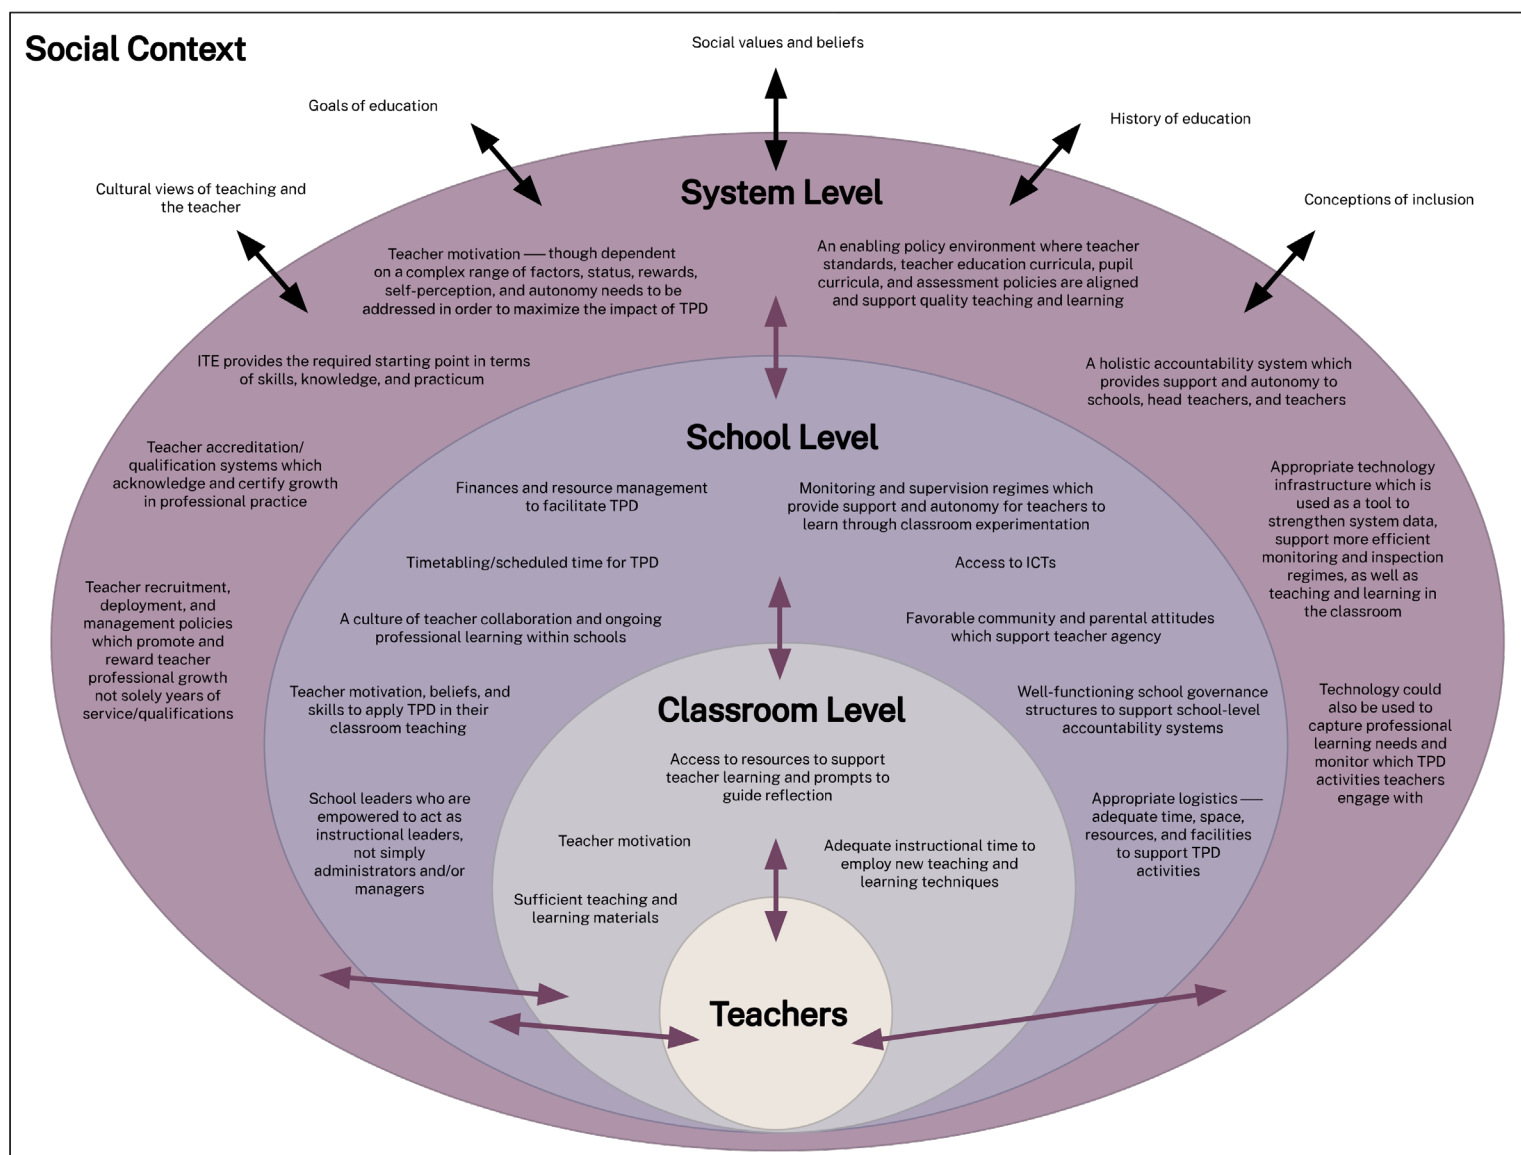 Social Context
Social values and beliefs
Goals of education
History of education
Cultural views of teaching and
the teacher
Conceptions of inclusion
System Level
Teacher motivation — though dependent
on a complex range of factors, status, rewards,
self-perception, and autonomy needs to be
addressed in order to maximize the impact of TPD
An enabling policy environment where teacher
standards, teacher education curricula, pupil
curricula, and assessment policies are aligned
and support quality teaching and learning
ITE provides the required starting point in terms
of skills, knowledge, and practicum
A holistic accountability system which
provides support and autonomy to
schools, head teachers, and teachers
Teacher accreditation/
qualification systems which
acknowledge and certify growth
in professional practice
Appropriate technology
infrastructure which is
used as a tool to
strengthen system data,
support more efficient
monitoring and inspection
regimes, as well as
teaching and learning in
the classroom
Teacher recruitment,
deployment, and
management policies
which promote and
reward teacher
professional growth
not solely years of
service/qualifications
Technology could
also be used to
capture professional
learning needs and
monitor which TPD
activities teachers
engage with
School Level
Finances and resource management
to facilitate TPD
Monitoring and supervision regimes which
provide support and autonomy for teachers to
learn through classroom experimentation
Timetabling/scheduled time for TPD
Access to ICTs
A culture of teacher collaboration and ongoing
professional learning within schools
Favorable community and parental attitudes
which support teacher agency
Teacher motivation, beliefs, and
skills to apply TPD in their
classroom teaching
Well-functioning school governance
structures to support school-level
accountability systems
School leaders who are
empowered to act as
instructional leaders,
not simply
administrators and/or
managers
Appropriate logistics —
adequate time, space,
resources, and facilities
to support TPD
activities
Classroom Level
Access to resources to support
teacher learning and prompts to
guide reflection
Teacher motivation
Adequate instructional time to
employ new teaching and
learning techniques
Sufficient teaching and
learning materials
Teachers